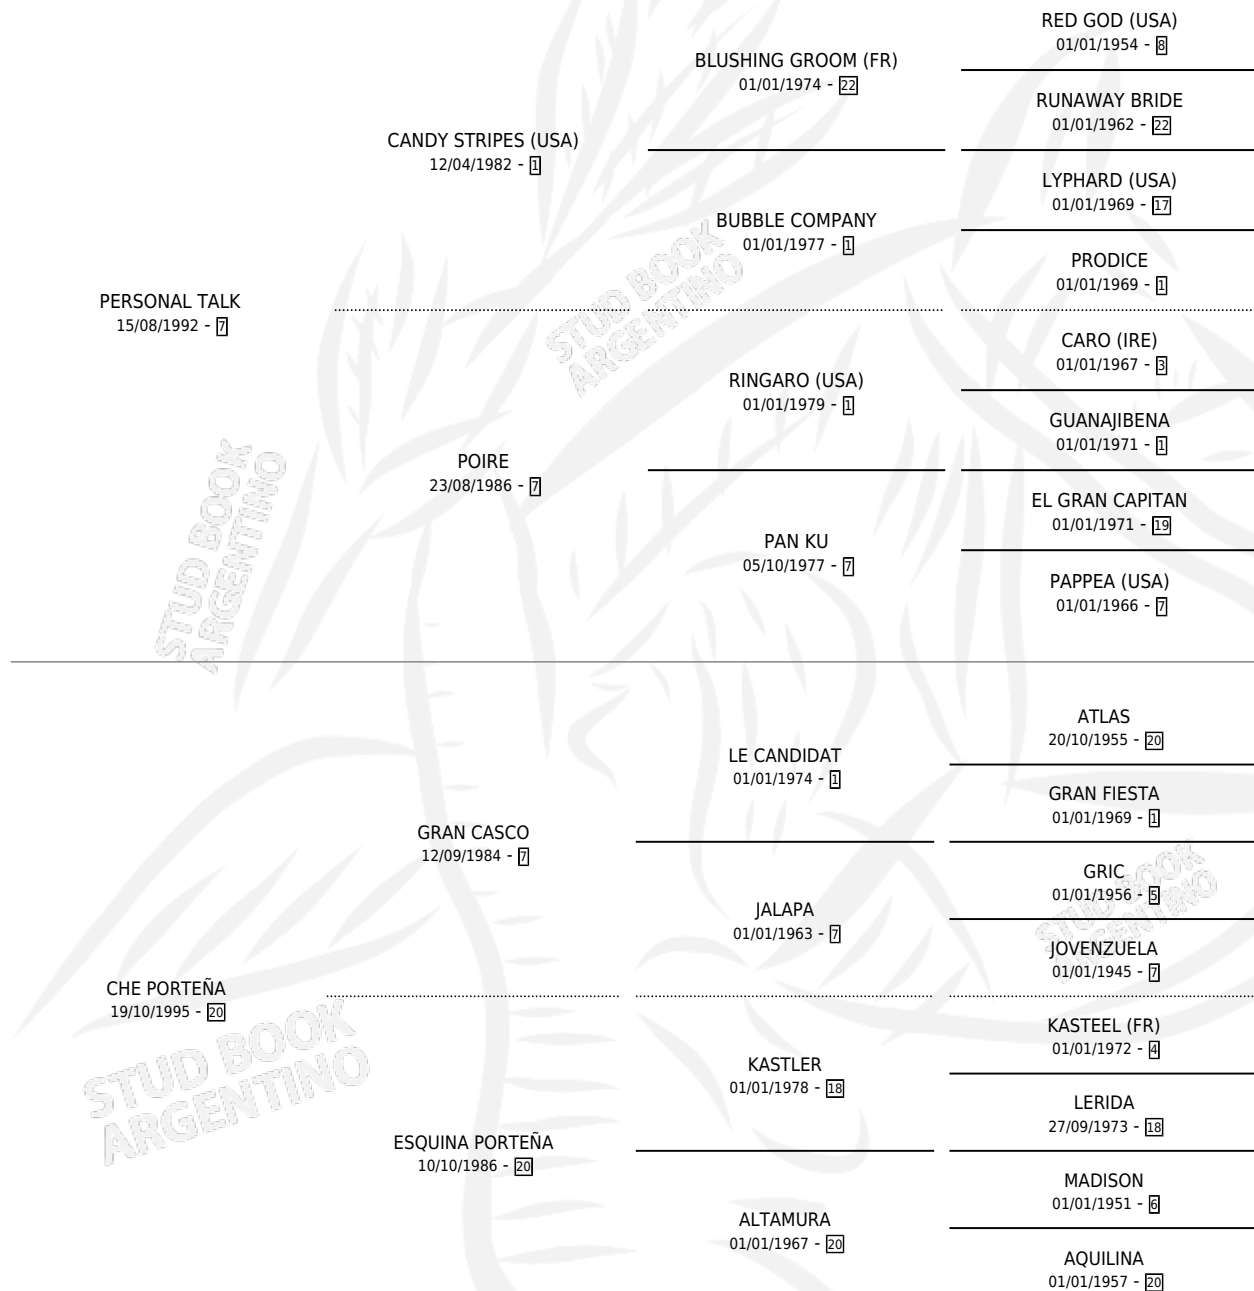 RED GOD (USA)
01/01/1954 - 8
BLUSHING GROOM (FR)
01/01/1974 - 22
RUNAWAY BRIDE
01/01/1962 - 22
CANDY STRIPES (USA)
12/04/1982 - 1
LYPHARD (USA)
01/01/1969 - 17
BUBBLE COMPANY
01/01/1977 - 1
PRODICE
01/01/1969 - 1
PERSONAL TALK
15/08/1992 - 7
CARO (IRE)
01/01/1967 - 3
RINGARO (USA)
01/01/1979 - 1
GUANAJIBENA
01/01/1971 - 1
POIRE
23/08/1986 - 7
EL GRAN CAPITAN
01/01/1971 - 19
PAN KU
05/10/1977 - 7
PAPPEA (USA)
01/01/1966 - 7
ATLAS
20/10/1955 - 20
LE CANDIDAT
01/01/1974 - 1
GRAN FIESTA
01/01/1969 - 1
GRAN CASCO
12/09/1984 - 7
GRIC
01/01/1956 - 5
JALAPA
01/01/1963 - 7
JOVENZUELA
01/01/1945 - 7
CHE PORTEÑA
19/10/1995 - 20
KASTEEL (FR)
01/01/1972 - 4
KASTLER
01/01/1978 - 18
LERIDA
27/09/1973 - 18
ESQUINA PORTEÑA
10/10/1986 - 20
MADISON
01/01/1951 - 6
ALTAMURA
01/01/1967 - 20
AQUILINA
01/01/1957 - 20
STUD BOOK
ARGENTINO
STUD BOOK
ARGENTINO
STUD BOOK
ARGENTINO
STUD BOOK
ARGENTINO